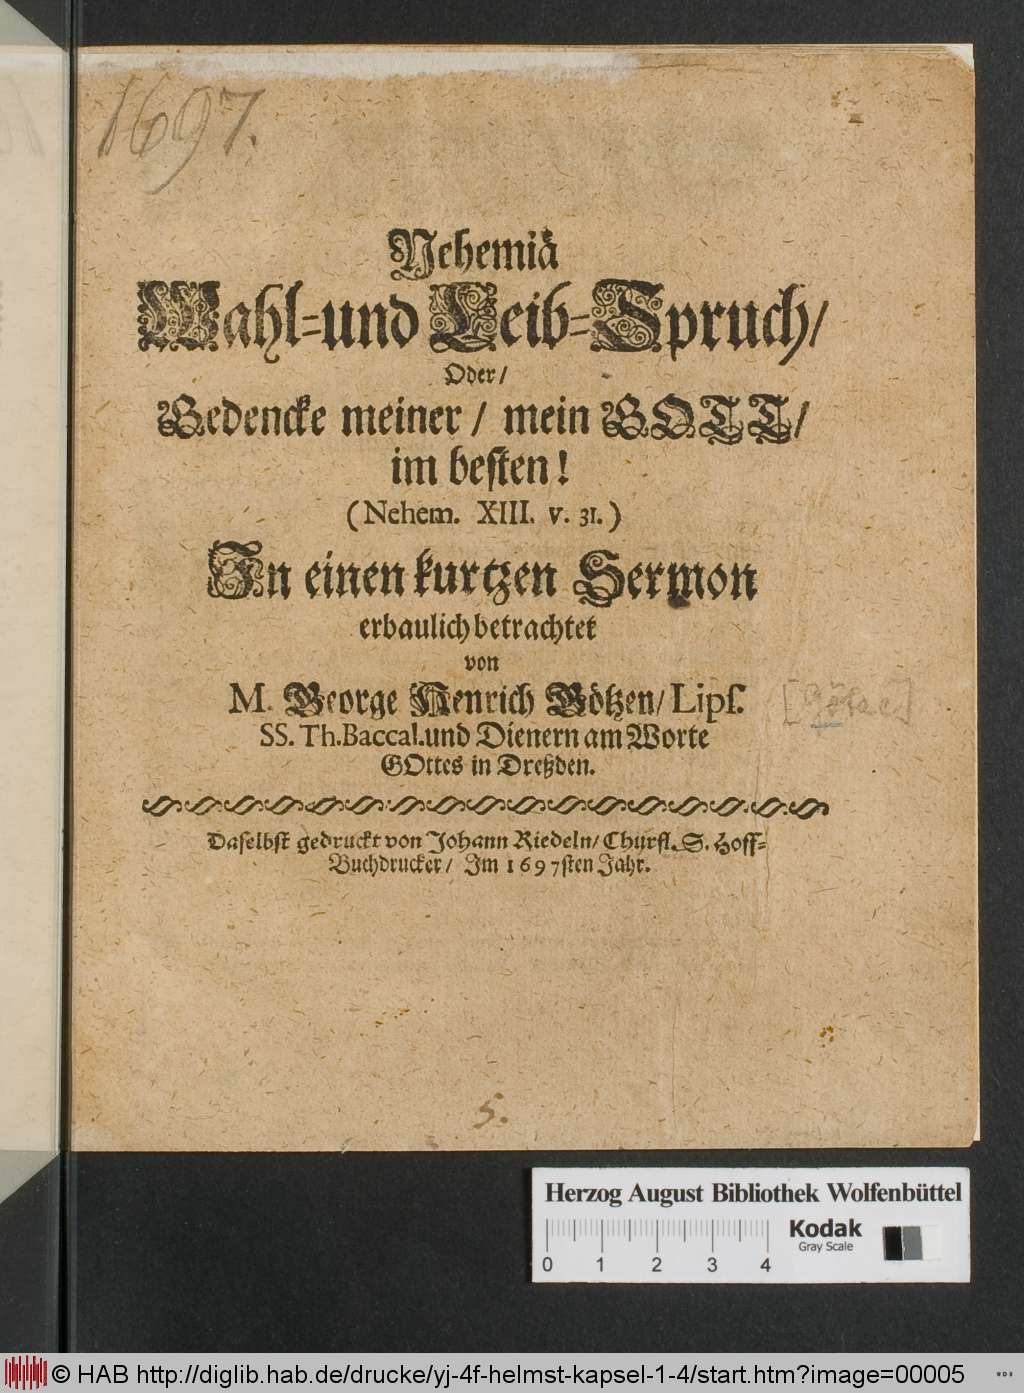 1697.
Nehemiä
Wahl=und Leib=Spruch/
Oder/
Gedencke meiner/ mein GOTT/
im besten!
(Nehem. XIII. v. 31.)
In einen kurtzen Sermon
erbaulich betrachtet
von
M. George Henrich Götzen/ Lips.
SS. Th. Baccal. und Dienern am Worte
GOttes in Dreßden.
Daselbst gedruckt von Johann Riedeln/ Churfl. S. Hoff=
Buchdrucker/ Im 1697sten Jahr.
5.
Herzog August Bibliothek Wolfenbüttel
Kodak
Gray Scale
0 1 2 3 4
© HAB http://diglib.hab.de/drucke/yj-4f-helmst-kapsel-1-4/start.htm?image=00005